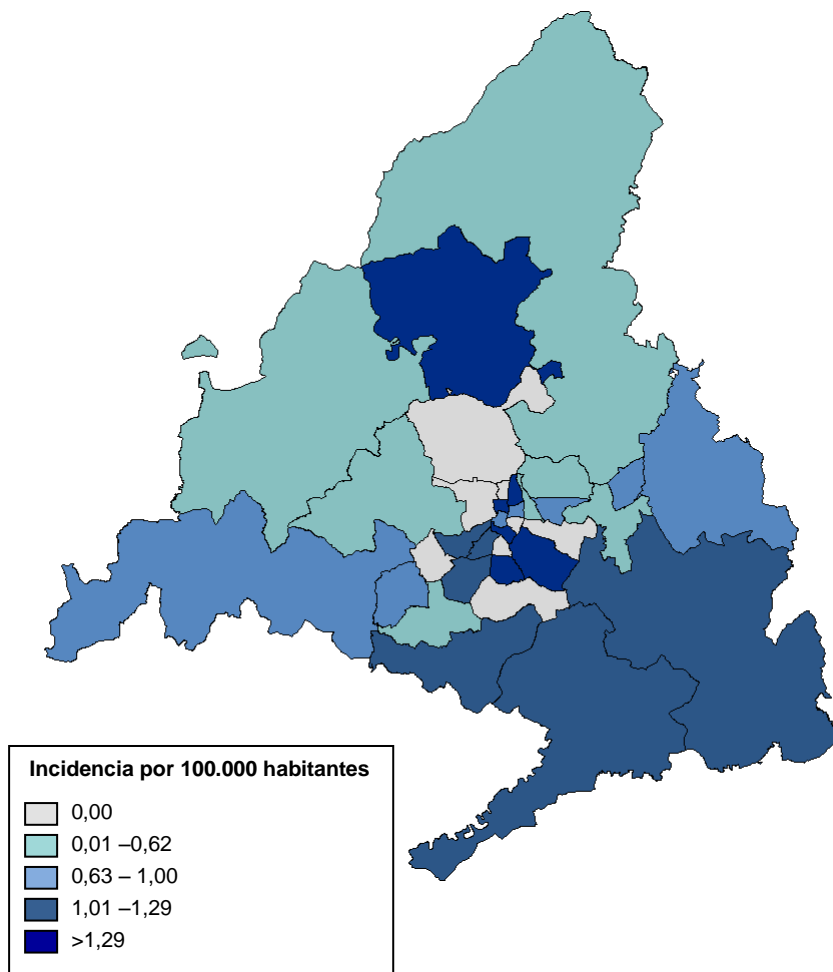 Incidencia por 100.000 habitantes
0,00
0,01 –0,62
0,63 – 1,00
1,01 –1,29
>1,29